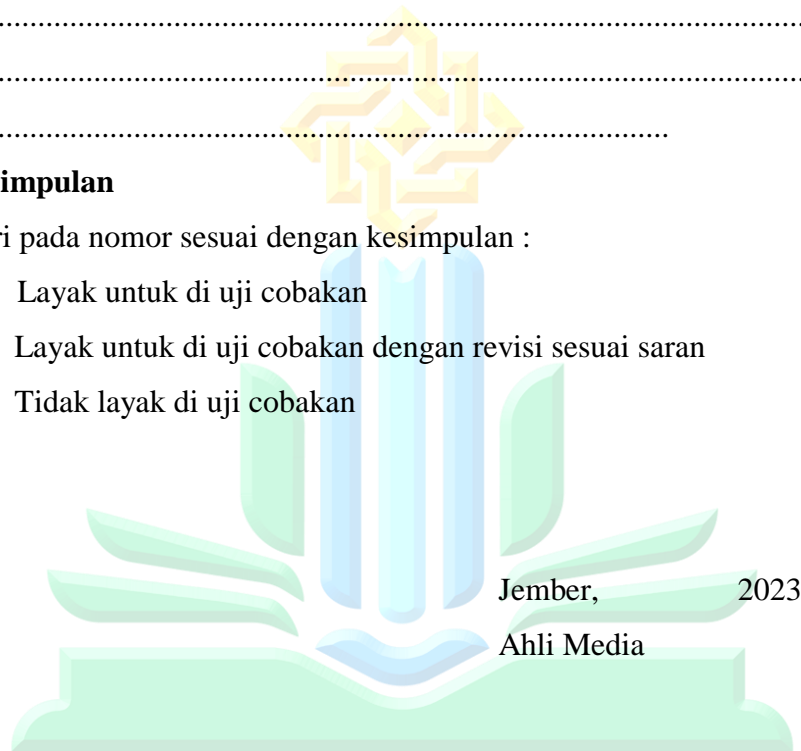 ................................................................................................
................................................................................................
...............................................................................
impulan
ri pada nomor sesuai dengan kesimpulan :
Layak untuk di uji cobakan
Layak untuk di uji cobakan dengan revisi sesuai saran
Tidak layak di uji cobakan
Jember, 2023
Ahli Media